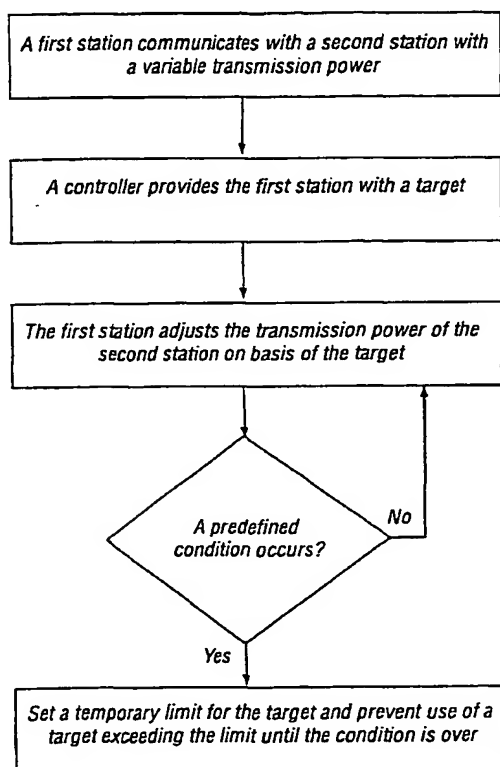 A first station communicates with a second station with
a variable transmission power
A controller provides the first station with a target
The first station adjusts the transmission power of the
second station on basis of the target
A predefined
condition occurs?
No
Yes
Set a temporary limit for the target and prevent use of a
target exceeding the limit until the condition is over